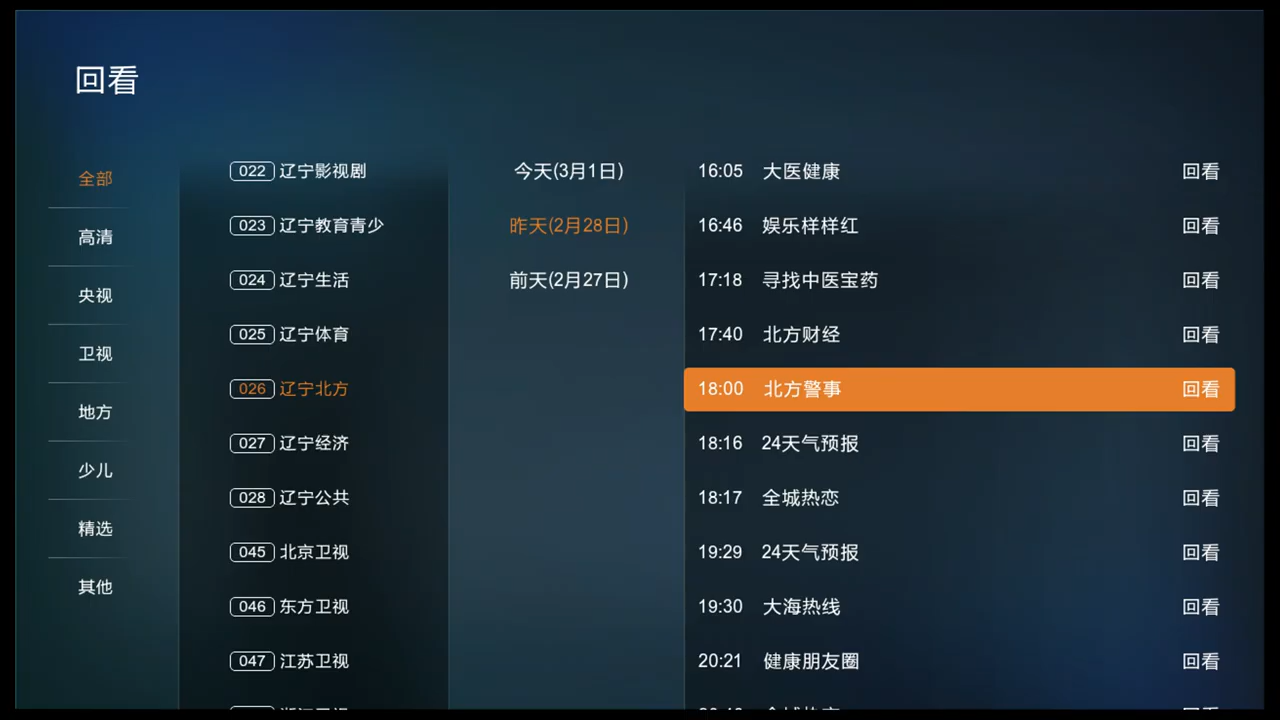 回看
全部
高清
央视
卫视
地方
少儿
精选
其他
022 辽宁影视剧
023 辽宁教育青少
024 辽宁生活
025 辽宁体育
026 辽宁北方
027 辽宁经济
028 辽宁公共
045 北京卫视
046 东方卫视
047 江苏卫视
今天(3月1日)
昨天(2月28日)
前天(2月27日)
16:05 大医健康 回看
16:46 娱乐样样红 回看
17:18 寻找中医宝药 回看
17:40 北方财经 回看
18:00 北方警事 回看
18:16 24天气预报 回看
18:17 全城热恋 回看
19:29 24天气预报 回看
19:30 大海热线 回看
20:21 健康朋友圈 回看